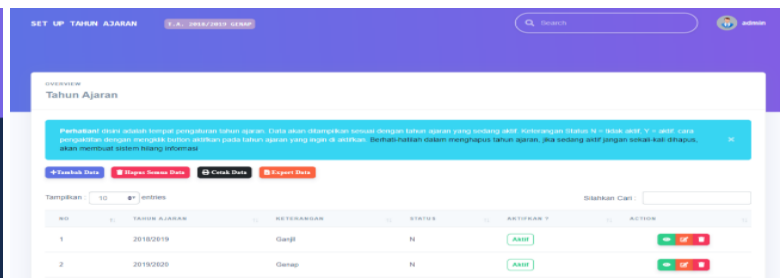 SET UP TAHUN AJARAN
T.A. 2018/2019 GENAP
Search
admin
OVERVIEW
Tahun Ajaran
Perhatian! disini adalah tempat pengaturan tahun ajaran. Data akan ditampilkan sesuai dengan tahun ajaran yang sedang aktif. Keterangan Status N = tidak aktif, Y = aktif, cara
pengaktifan dengan mengklik button aktifkan pada tahun ajaran yang ingin di aktifkan. Berhati-hatilah dalam menghapus tahun ajaran, jika sedang aktif jangan sekali-kali dihapus,
akan membuat sistem hilang informasi
×
+Tambah Data
Hapus Semua Data
Cetak Data
Export Data
Tampilkan : 10 entries
Silahkan Cari :
NO TAHUN AJARAN KETERANGAN STATUS AKTIFKAN ? ACTION
1 2018/2019 Ganjil N Aktif
2 2019/2020 Genap N Aktif